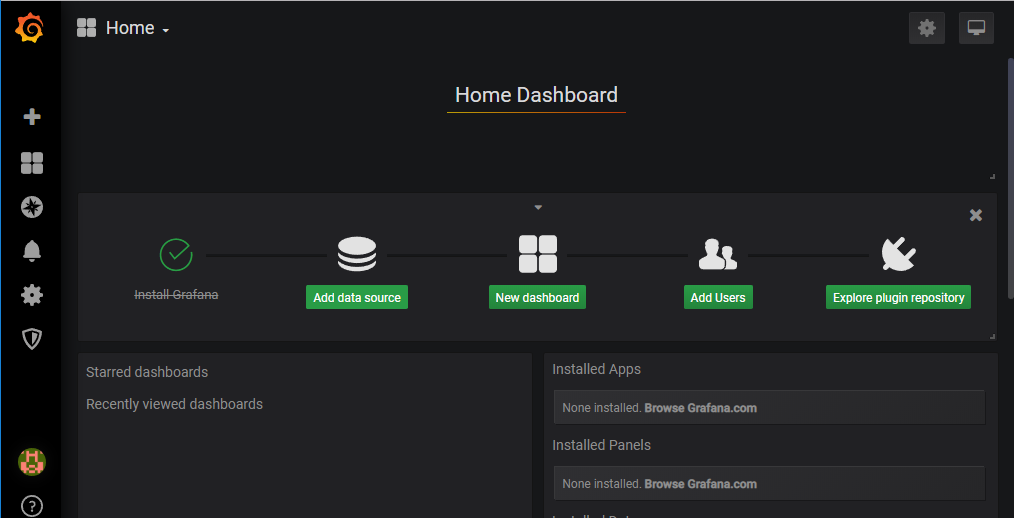 Home
Home Dashboard
Install Grafana
Add data source
New dashboard
Add Users
Explore plugin repository
Starred dashboards
Recently viewed dashboards
Installed Apps
None installed. Browse Grafana.com
Installed Panels
None installed. Browse Grafana.com
Installed
?